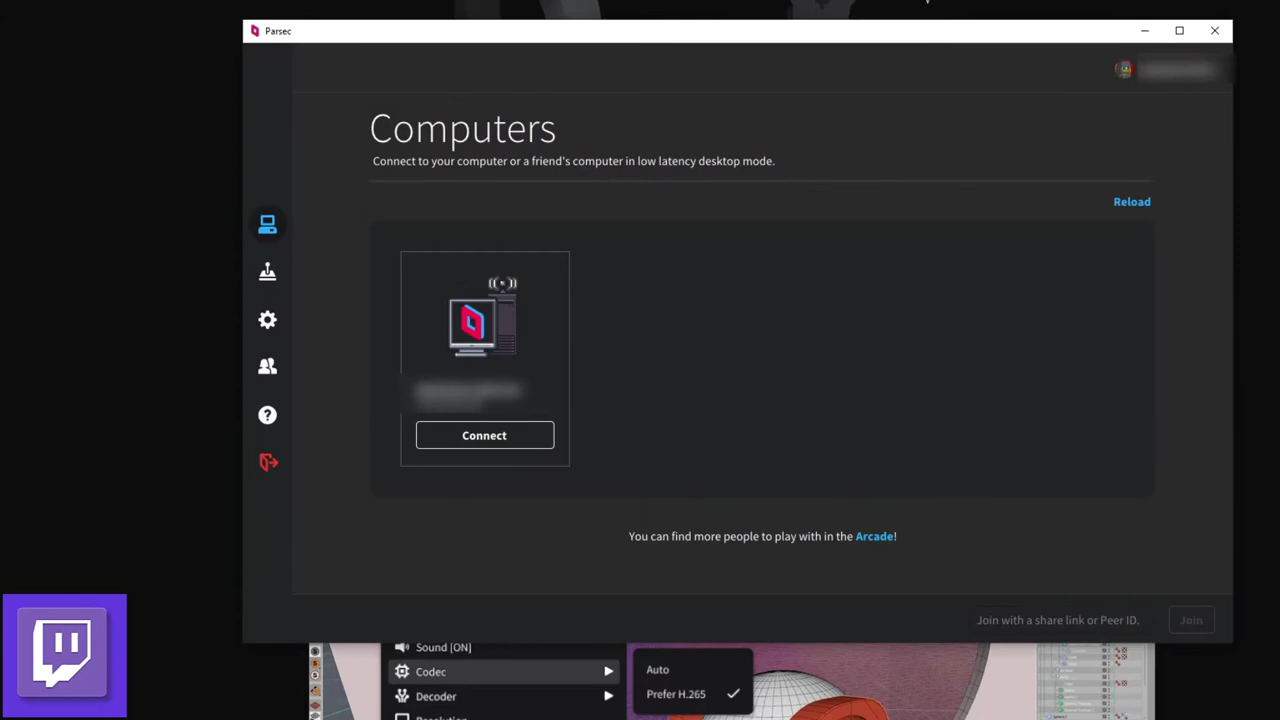 Parsec
Computers
Connect to your computer or a friend's computer in low latency desktop mode.
Reload
Connect
You can find more people to play with in the Arcade!
Join with a share link or Peer ID.
Join
Sound [ON]
Codec
Auto
Prefer H.265
Decoder
Resolution